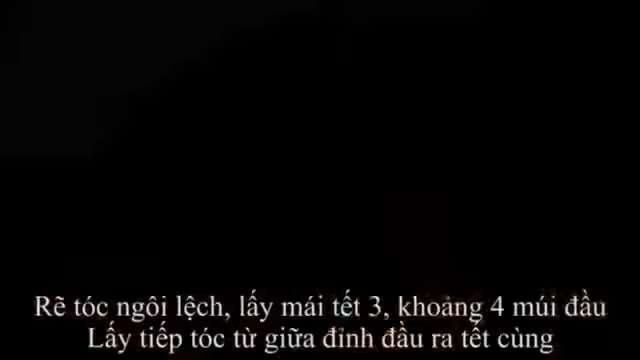 Rẽ tóc ngôi lệch, lấy mái tết 3, khoảng 4 múi đầu
Lấy tiếp tóc từ giữa đỉnh đầu ra tết cùng